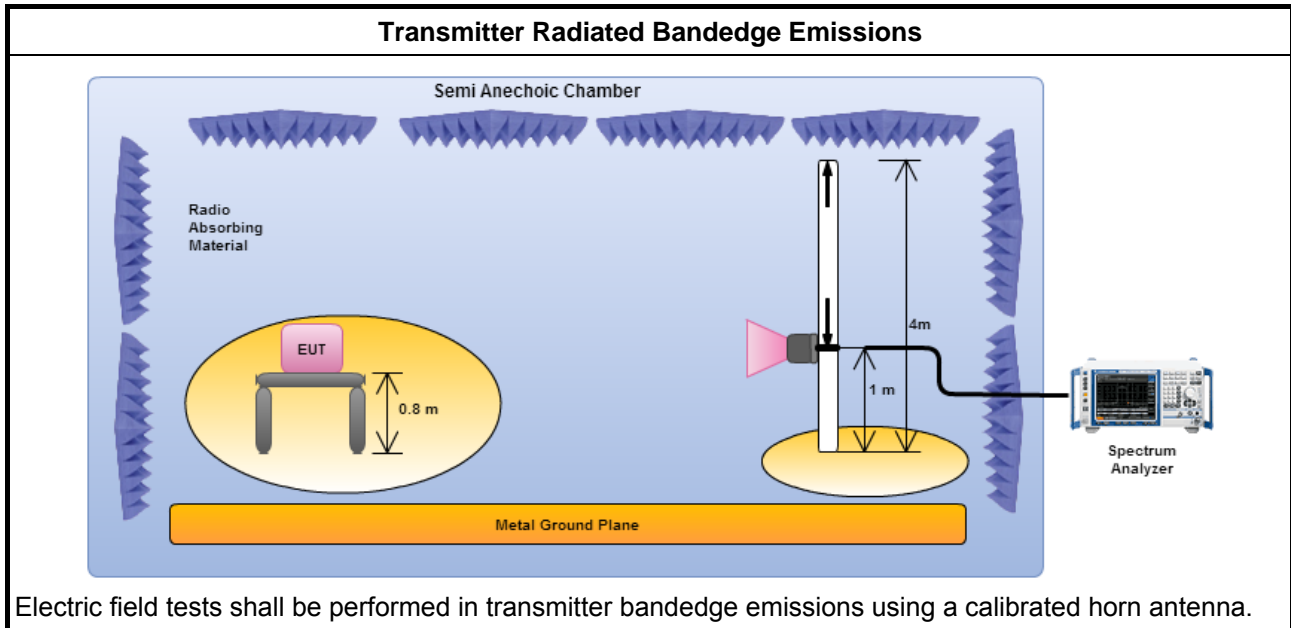 Transmitter Radiated Bandedge Emissions
Semi Anechoic Chamber
Radio
Absorbing
Material
EUT
0.8 m
4m
1 m
Spectrum
Analyzer
Metal Ground Plane
Electric field tests shall be performed in transmitter bandedge emissions using a calibrated horn antenna.